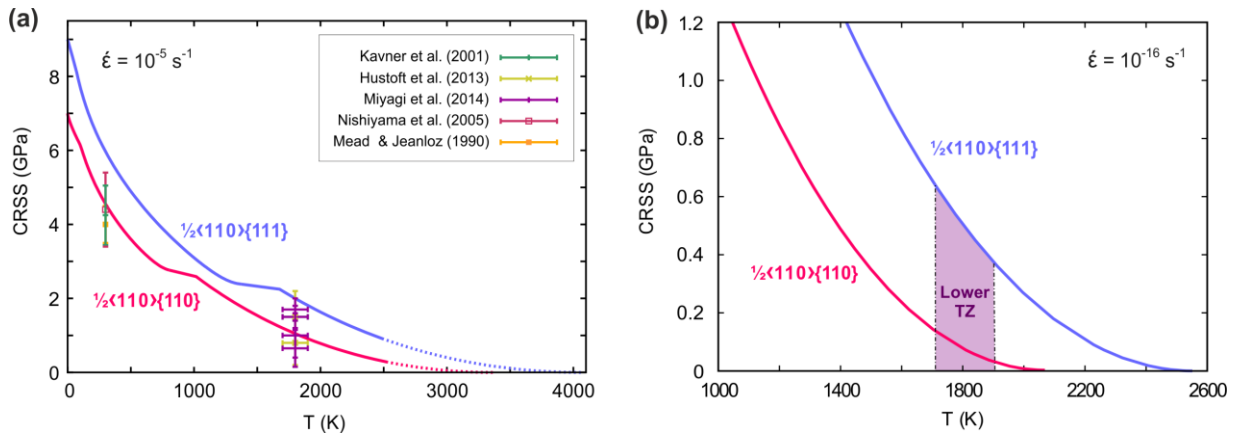 (a)
ἐ = 10-5 s-1
Kavner et al. (2001)
Hustoft et al. (2013)
Miyagi et al. (2014)
Nishiyama et al. (2005)
Mead & Jeanloz (1990)
½<110>{111}
½<110>{110}
CRSS (GPa)
10
8
6
4
2
0
0 1000 2000 3000 4000
T (K)
(b)
έ = 10-16 s-1
½<110>{111}
½<110>{110}
Lower
TZ
CRSS (GPa)
1.2
1.0
0.8
0.6
0.4
0.2
0
1000 1400 1800 2200 2600
T (K)